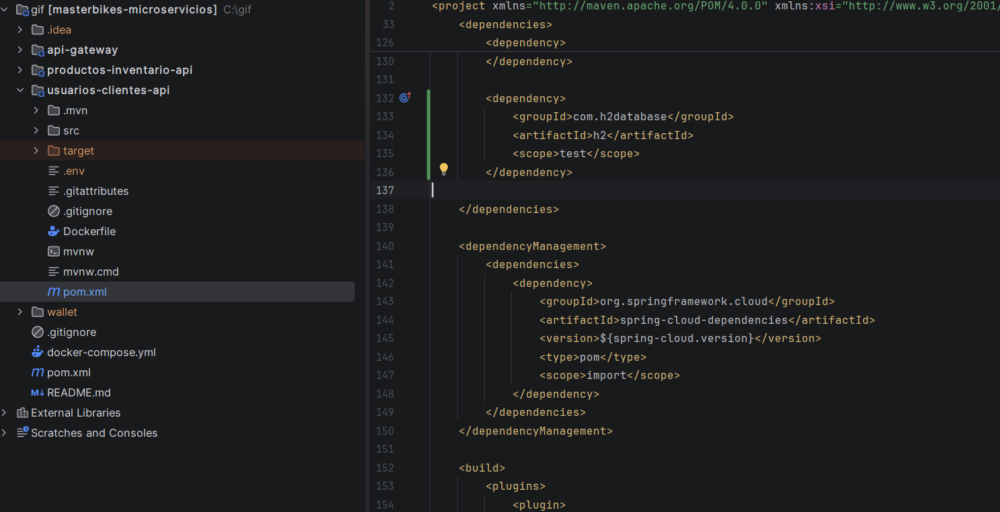 gif [masterbikes-microservicios] C:\gif
.idea
api-gateway
productos-inventario-api
usuarios-clientes-api
.mvn
src
target
.env
.gitattributes
.gitignore
Dockerfile
mvnw
mvnw.cmd
m pom.xml
wallet
.gitignore
docker-compose.yml
m pom.xml
M↓ README.md
External Libraries
Scratches and Consoles
2 <project xmlns="http://maven.apache.org/POM/4.0.0" xmlns:xsi="http://www.w3.org/2001/
33 <dependencies>
126 <dependency>
130 </dependency>
131
132 <dependency>
133 <groupId>com.h2database</groupId>
134 <artifactId>h2</artifactId>
135 <scope>test</scope>
136 </dependency>
137
138 </dependencies>
139
140 <dependencyManagement>
141 <dependencies>
142 <dependency>
143 <groupId>org.springframework.cloud</groupId>
144 <artifactId>spring-cloud-dependencies</artifactId>
145 <version>${spring-cloud.version}</version>
146 <type>pom</type>
147 <scope>import</scope>
148 </dependency>
149 </dependencies>
150 </dependencyManagement>
151
152 <build>
153 <plugins>
154 <plugin>